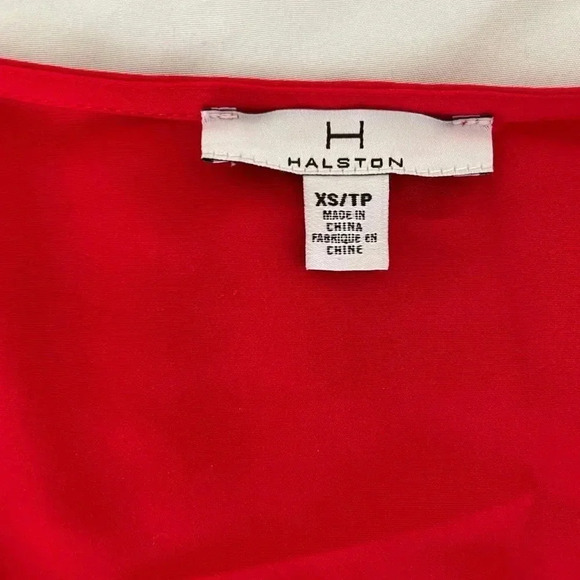 H
HALSTON
XS/TP
MADE IN
CHINA
FABRIQUE EN
CHINE